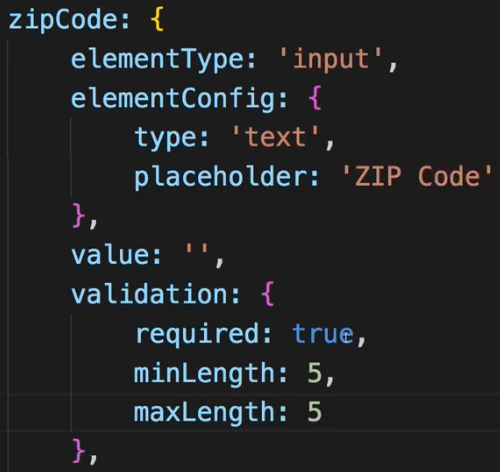 zipCode: {
    elementType: 'input',
    elementConfig: {
        type: 'text',
        placeholder: 'ZIP Code'
    },
    value: '',
    validation: {
        required: true,
        minLength: 5,
        maxLength: 5
    },